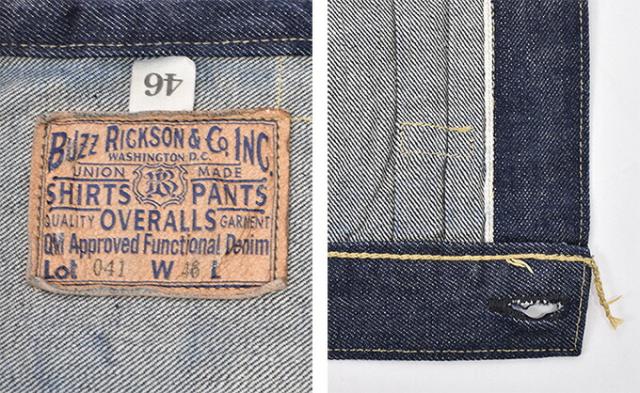 46
BUZZ RICKSON & Co. INC
WASHINGTON D.C.
UNION MADE
BR
SHIRTS PANTS
QUALITY OVERALLS GARMENT
QM Approved Functional Denim
Lot 041 W 46 L